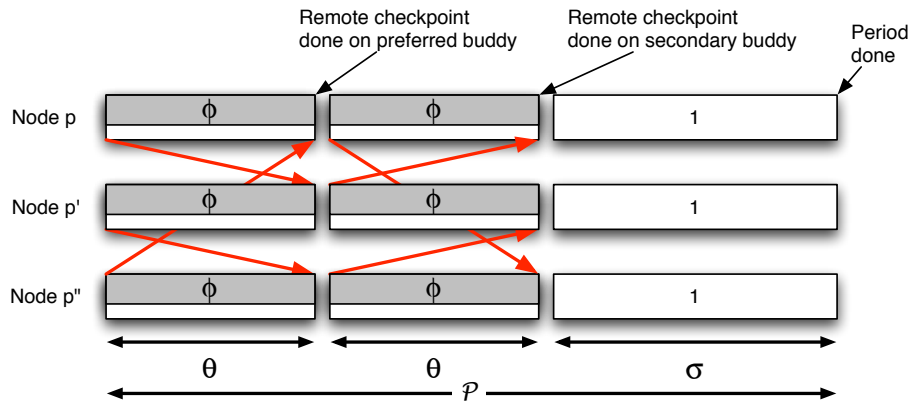 Remote checkpoint
done on preferred buddy
Remote checkpoint
done on secondary buddy
Period
done
Node p
ϕ
ϕ
1
Node p'
ϕ
ϕ
1
Node p"
ϕ
ϕ
1
θ
θ
σ
𝒫